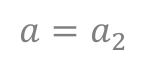 a = a₂